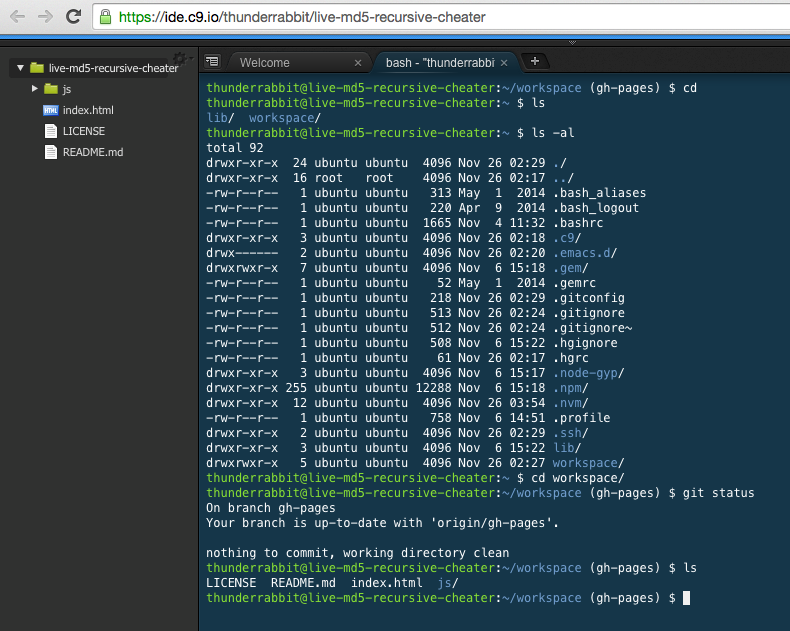 https://ide.c9.io/thunderrabbit/live-md5-recursive-cheater
live-md5-recursive-cheater
js
index.html
LICENSE
README.md
Welcome
bash - "thunderrabbi
thunderrabbit@live-md5-recursive-cheater:~/workspace (gh-pages) $ cd
thunderrabbit@live-md5-recursive-cheater:~ $ ls
lib/  workspace/
thunderrabbit@live-md5-recursive-cheater:~ $ ls -al
total 92
drwxr-xr-x  24 ubuntu ubuntu  4096 Nov 26 02:29 ./
drwxr-xr-x  16 root   root    4096 Nov 26 02:17 ../
-rw-r--r--   1 ubuntu ubuntu   313 May  1  2014 .bash_aliases
-rw-r--r--   1 ubuntu ubuntu   220 Apr  9  2014 .bash_logout
-rw-r--r--   1 ubuntu ubuntu  1665 Nov  4 11:32 .bashrc
drwxr-xr-x   3 ubuntu ubuntu  4096 Nov 26 02:18 .c9/
drwx------   2 ubuntu ubuntu  4096 Nov 26 02:20 .emacs.d/
drwxrwxr-x   7 ubuntu ubuntu  4096 Nov  6 15:18 .gem/
-rw-r--r--   1 ubuntu ubuntu    52 May  1  2014 .gemrc
-rw-r--r--   1 ubuntu ubuntu   218 Nov 26 02:29 .gitconfig
-rw-r--r--   1 ubuntu ubuntu   513 Nov 26 02:24 .gitignore
-rw-r--r--   1 ubuntu ubuntu   512 Nov 26 02:24 .gitignore~
-rw-r--r--   1 ubuntu ubuntu   508 Nov  6 15:22 .hgignore
-rw-r--r--   1 ubuntu ubuntu    61 Nov 26 02:17 .hgrc
drwxr-xr-x   3 ubuntu ubuntu  4096 Nov  6 15:17 .node-gyp/
drwxr-xr-x 255 ubuntu ubuntu 12288 Nov  6 15:18 .npm/
drwxr-xr-x  12 ubuntu ubuntu  4096 Nov 26 03:54 .nvm/
-rw-r--r--   1 ubuntu ubuntu   758 Nov  6 14:51 .profile
drwxr-xr-x   2 ubuntu ubuntu  4096 Nov 26 02:29 .ssh/
drwxr-xr-x   3 ubuntu ubuntu  4096 Nov  6 15:22 lib/
drwxrwxr-x   5 ubuntu ubuntu  4096 Nov 26 02:27 workspace/
thunderrabbit@live-md5-recursive-cheater:~ $ cd workspace/
thunderrabbit@live-md5-recursive-cheater:~/workspace (gh-pages) $ git status
On branch gh-pages
Your branch is up-to-date with 'origin/gh-pages'.
nothing to commit, working directory clean
thunderrabbit@live-md5-recursive-cheater:~/workspace (gh-pages) $ ls
LICENSE  README.md  index.html  js/
thunderrabbit@live-md5-recursive-cheater:~/workspace (gh-pages) $